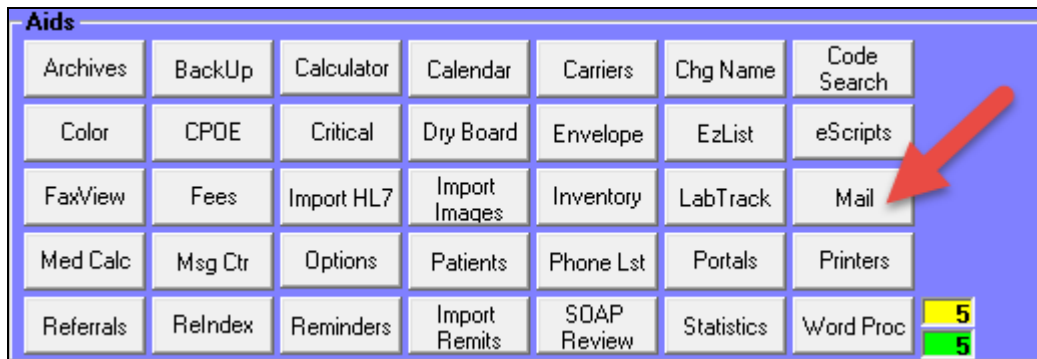 Aids
Archives BackUp Calculator Calendar Carriers Chg Name Code Search
Color CPOE Critical Dry Board Envelope EzList eScripts
FaxView Fees Import HL7 Import Images Inventory LabTrack Mail
Med Calc Msg Ctr Options Patients Phone Lst Portals Printers
Referrals ReIndex Reminders Import Remits SOAP Review Statistics Word Proc 5
5